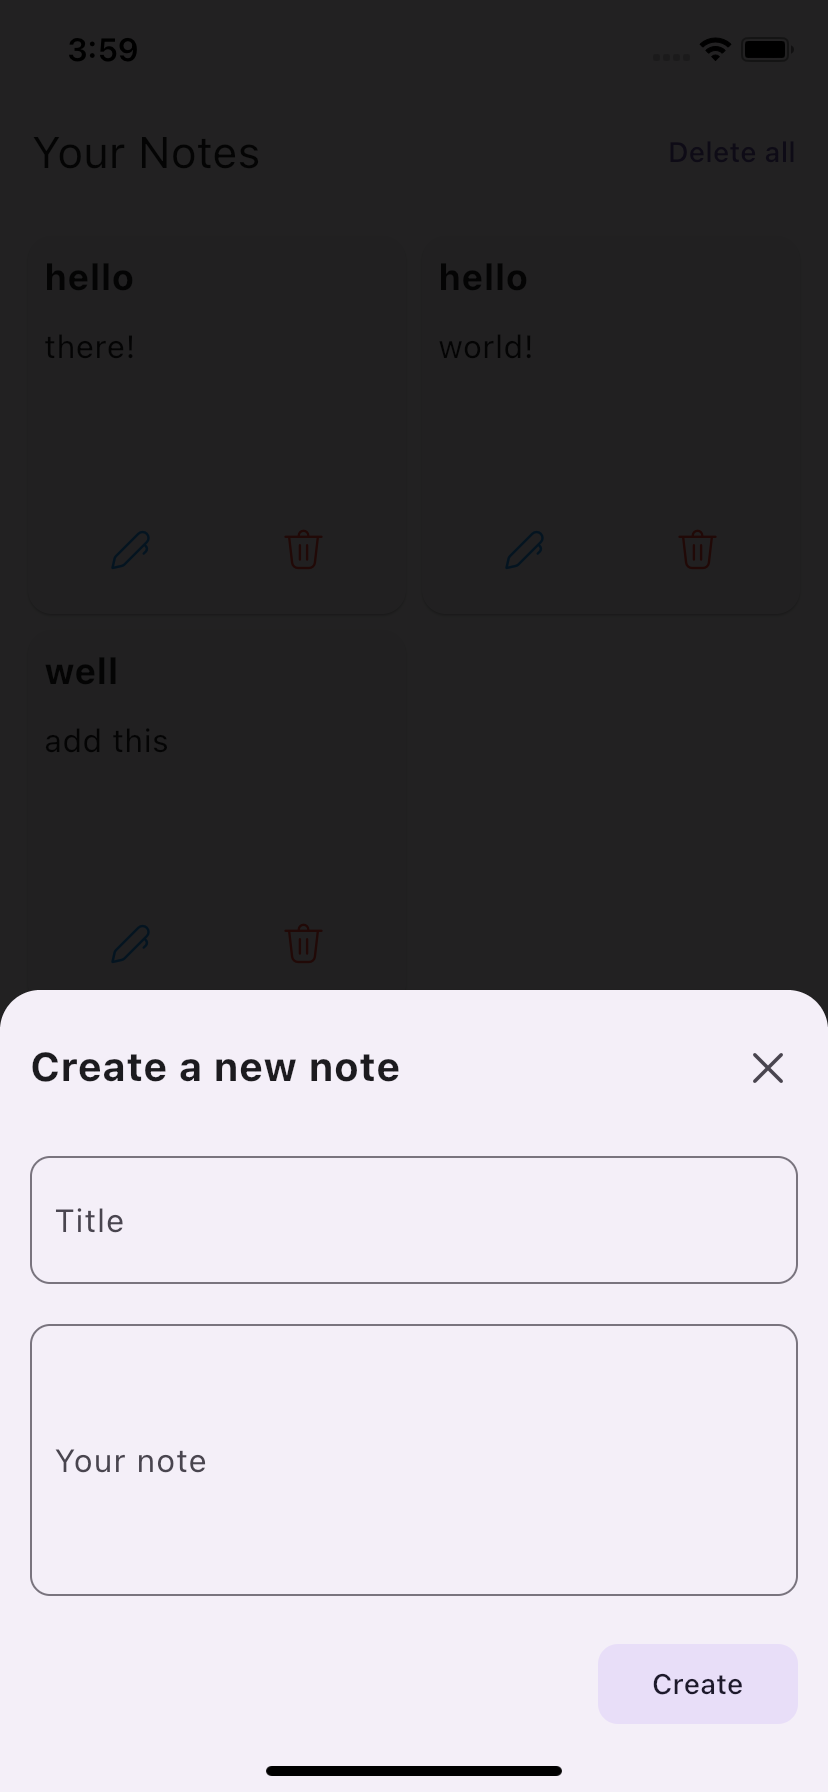 3:59
Your Notes
Delete all
hello
there!
hello
world!
well
add this
Create a new note
Title
Your note
Create